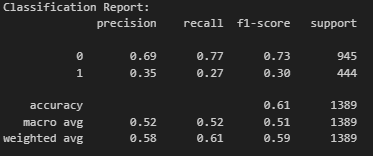 Classification Report:
precision recall f1-score support
0 0.69 0.77 0.73 945
1 0.35 0.27 0.30 444
accuracy 0.61 1389
macro avg 0.52 0.52 0.51 1389
weighted avg 0.58 0.61 0.59 1389